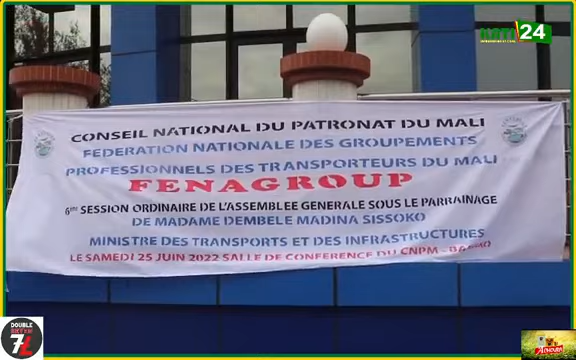 24
CONSEIL NATIONAL DU PATRONAT DU MALI
FEDERATION NATIONALE DES GROUPEMENTS
PROFESSIONNELS DES TRANSPORTEURS DU MALI
FENAGROUP
6ème SESSION ORDINAIRE DE L'ASSEMBLEE GENERALE SOUS LE PARRAINAGE
DE MADAME DEMBELE MADINA SISSOKO
MINISTRE DES TRANSPORTS ET DES INFRASTRUCTURES
LE SAMEDI 25 JUIN 2022 SALLE DE CONFERENCE DU CNPM - BAMAKO
DOUBLE
7L